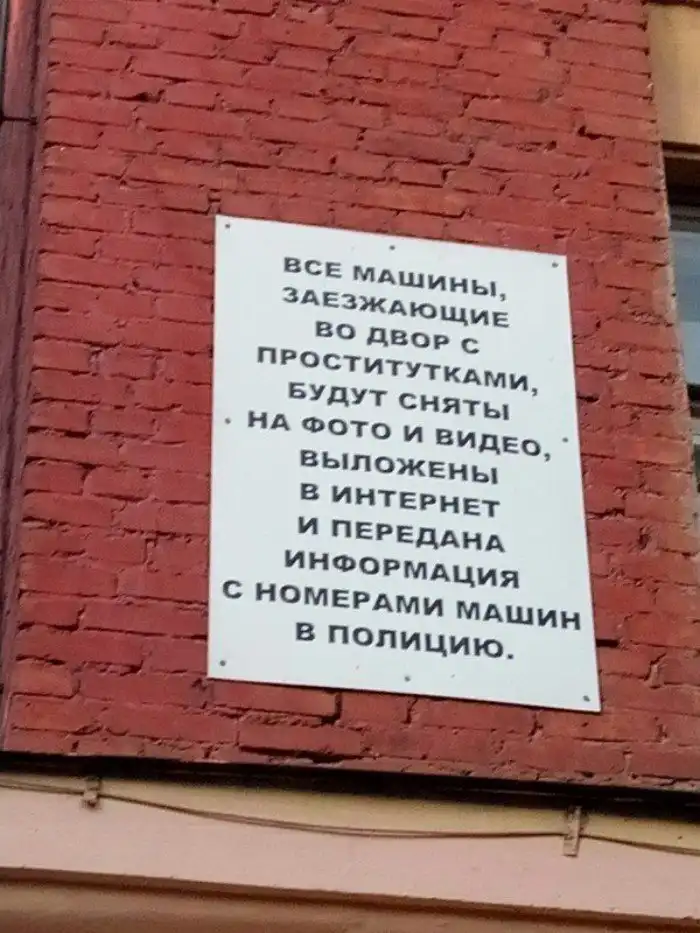 ВСЕ МАШИНЫ,
ЗАЕЗЖАЮЩИЕ
ВО ДВОР С
ПРОСТИТУТКАМИ,
БУДУТ СНЯТЫ
НА ФОТО И ВИДЕО,
ВЫЛОЖЕНЫ
В ИНТЕРНЕТ
И ПЕРЕДАНА
ИНФОРМАЦИЯ
С НОМЕРАМИ МАШИН
В ПОЛИЦИЮ.